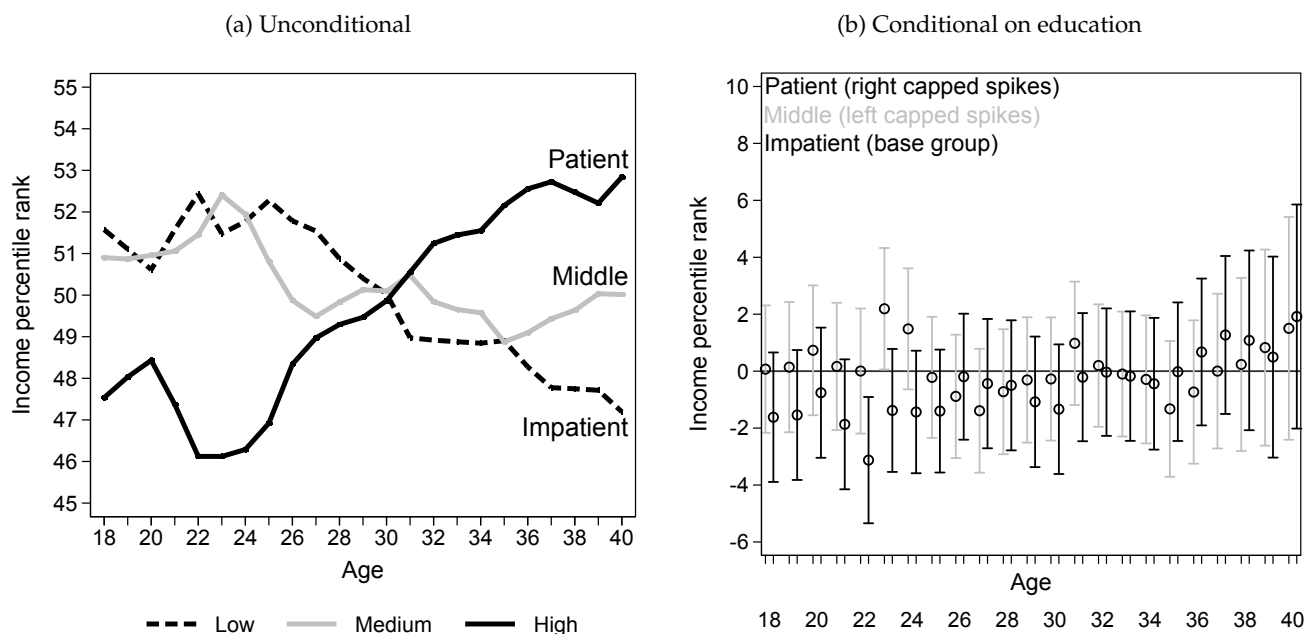 (a) Unconditional
Income percentile rank
55
54
53
52
51
50
49
48
47
46
45
Patient
Middle
Impatient
18 20 22 24 26 28 30 32 34 36 38 40
Age
Low Medium High
(b) Conditional on education
Income percentile rank
10
8
6
4
2
0
-2
-4
-6
Patient (right capped spikes)
Middle (left capped spikes)
Impatient (base group)
Age
18 20 22 24 26 28 30 32 34 36 38 40